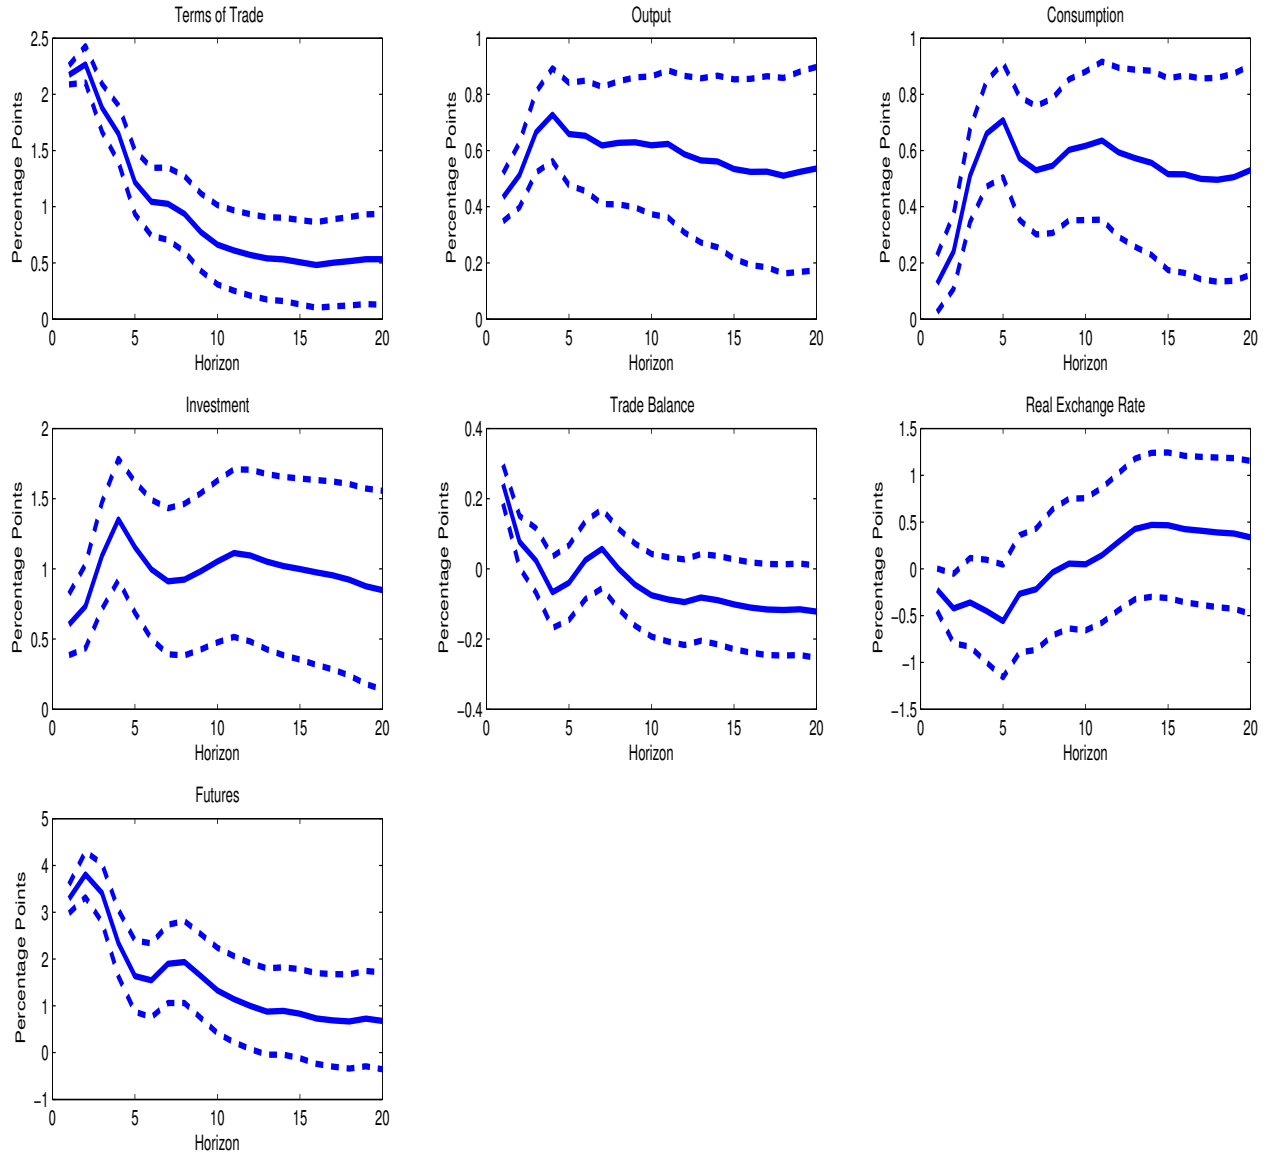 Terms of Trade
Output
Consumption
2.5
2
1.5
1
0.5
0
Percentage Points
0 5 10 15 20
Horizon
1
0.8
0.6
0.4
0.2
0
Percentage Points
0 5 10 15 20
Horizon
1
0.8
0.6
0.4
0.2
0
Percentage Points
0 5 10 15 20
Horizon
Investment
Trade Balance
Real Exchange Rate
2
1.5
1
0.5
0
Percentage Points
0 5 10 15 20
Horizon
0.4
0.2
0
−0.2
−0.4
Percentage Points
0 5 10 15 20
Horizon
1.5
1
0.5
0
−0.5
−1
−1.5
Percentage Points
0 5 10 15 20
Horizon
Futures
5
4
3
2
1
0
−1
Percentage Points
0 5 10 15 20
Horizon